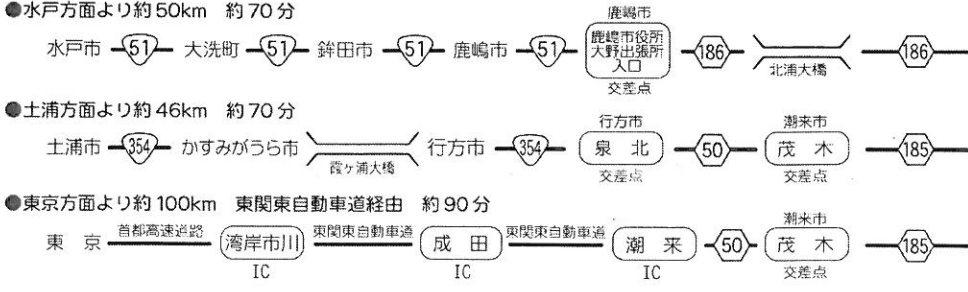 ●水戸方面より約50km 約70分
鹿嶋市
水戸市 51 大洗町 51 鉾田市 51 鹿嶋市 51 鹿嶋市役所 大野出張所 入口 186 北浦大橋 186
交差点
●土浦方面より約46km 約70分
行方市 潮来市
土浦市 354 かすみがうら市 霞ヶ浦大橋 行方市 354 泉北 50 茂木 185
交差点 交差点
●東京方面より約100km 東関東自動車道経由 約90分
潮来市
東京 首都高速道路 湾岸市川 東関東自動車道 成田 東関東自動車道 潮来 50 茂木 185
IC IC IC 交差点